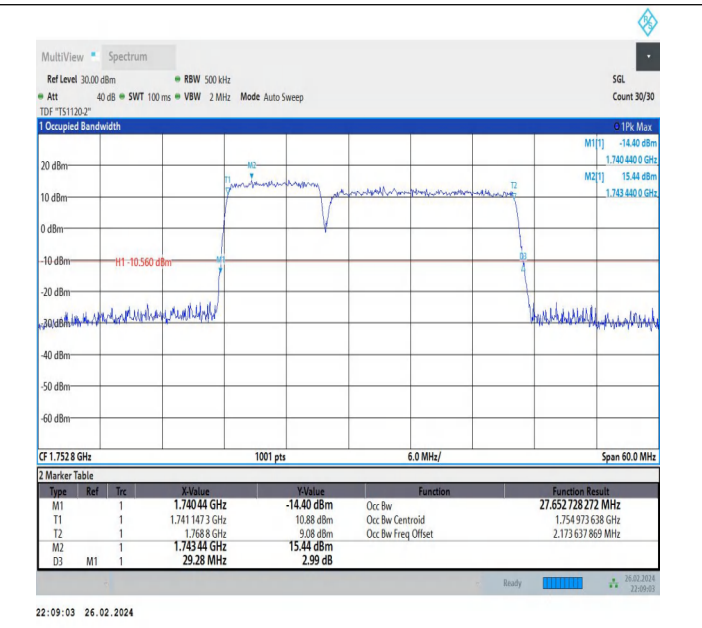 R S
MultiView Spectrum
Ref Level 30.00 dBm RBW 500 kHz SGL
Att 40 dB SWT 100 ms VBW 2 MHz Mode Auto Sweep Count 30/30
TDF "TS1120-2"
1 Occupied Bandwidth 1Pk Max
M1[1] -14.40 dBm
1.740 440 0 GHz
M2[1] 15.44 dBm
1.743 440 0 GHz
20 dBm
M2
T1
T2
10 dBm
0 dBm
-10 dBm
H1 -10.560 dBm
M1
D3
-20 dBm
-30 dBm
-40 dBm
-50 dBm
-60 dBm
CF 1.752 8 GHz 1001 pts 6.0 MHz/ Span 60.0 MHz
2 Marker Table
Type Ref Trc X-Value Y-Value Function Function Result
M1 1 1.740 44 GHz -14.40 dBm Occ Bw 27.652 728 272 MHz
T1 1 1.741 147 3 GHz 10.88 dBm Occ Bw Centroid 1.754 973 638 GHz
T2 1 1.768 8 GHz 9.08 dBm Occ Bw Freq Offset 2.173 637 869 MHz
M2 1 1.743 44 GHz 15.44 dBm
D3 M1 1 29.28 MHz 2.99 dB
Ready 26.02.2024
22:09:03
22:09:03 26.02.2024